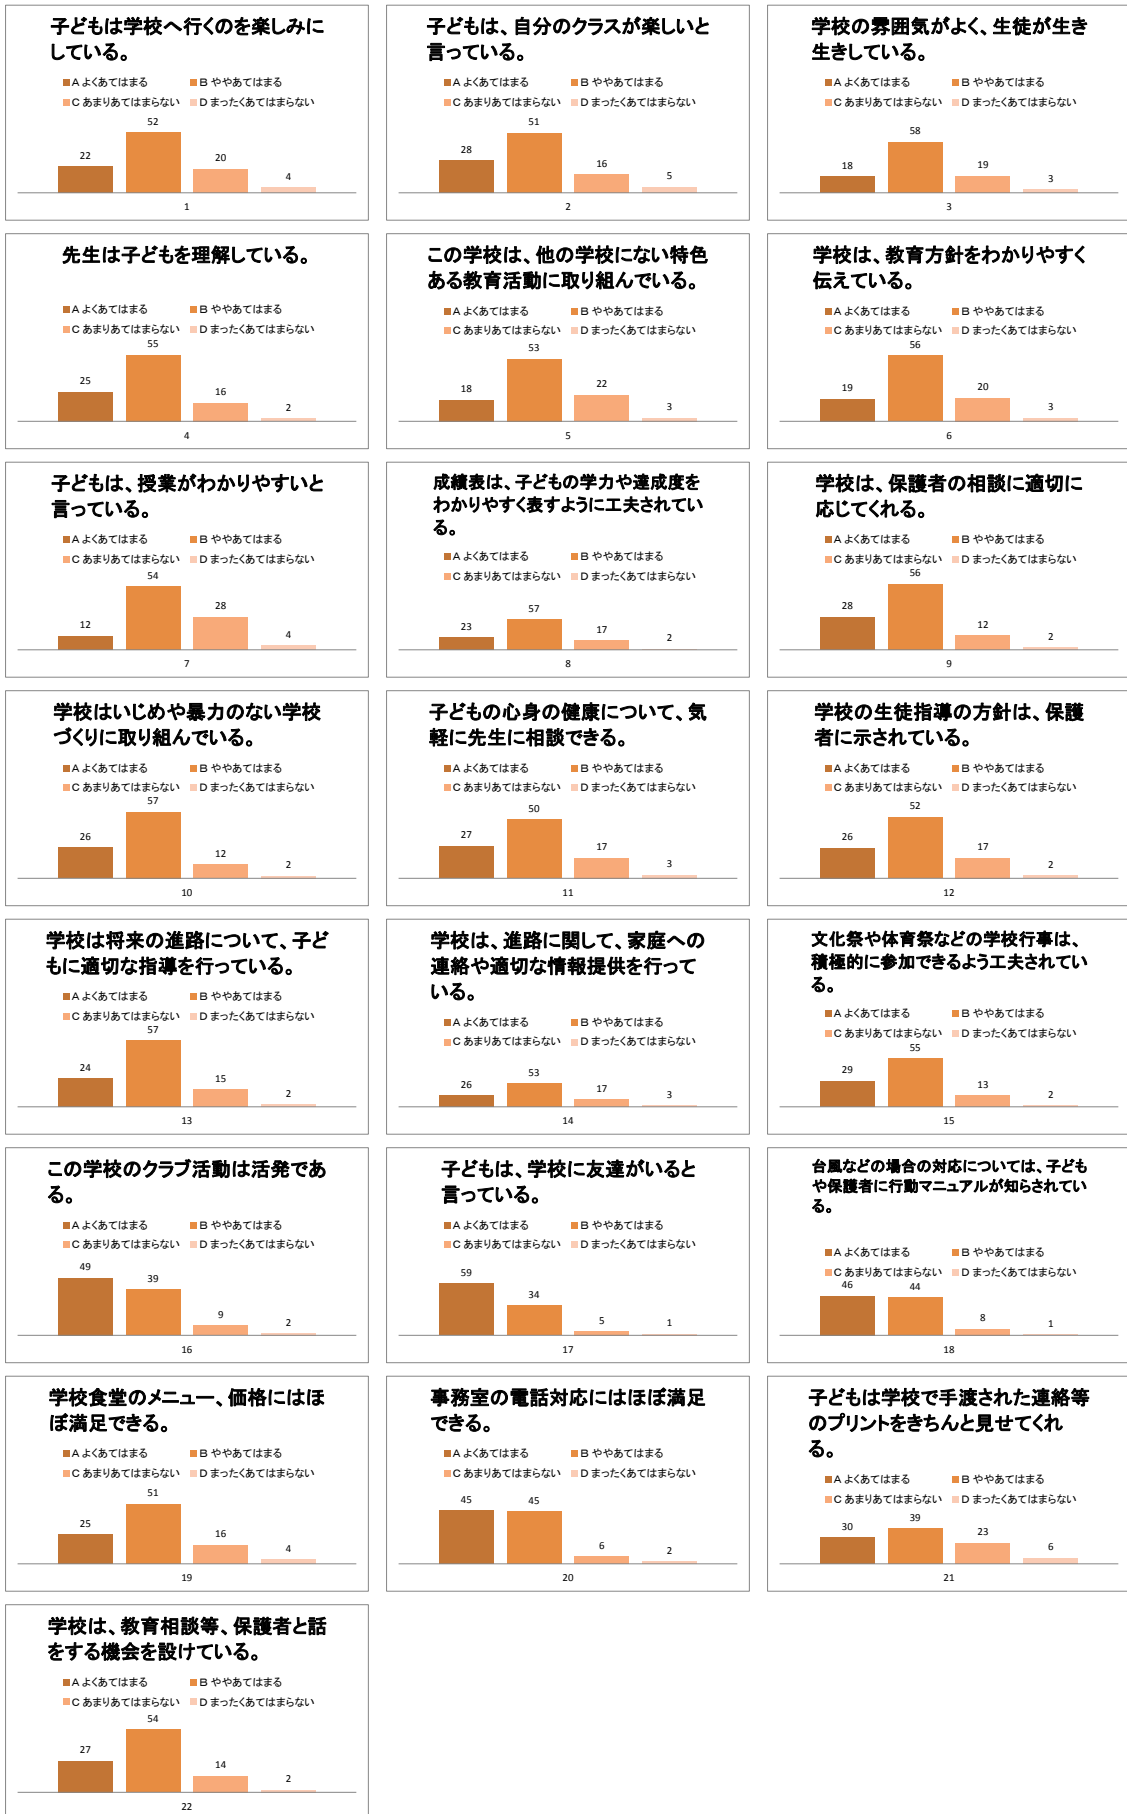 子どもは学校へ行くのを楽しみに
している。
■A よくあてはまる ■B ややあてはまる
■C あまりあてはまらない ■D まったくあてはまらない
22 52 20 4
1
子どもは、自分のクラスが楽しいと
言っている。
■A よくあてはまる ■B ややあてはまる
■C あまりあてはまらない ■D まったくあてはまらない
28 51 16 5
2
学校の雰囲気がよく、生徒が生き
生きしている。
■A よくあてはまる ■B ややあてはまる
■C あまりあてはまらない ■D まったくあてはまらない
18 58 19 3
3
先生は子どもを理解している。
■A よくあてはまる ■B ややあてはまる
■C あまりあてはまらない ■D まったくあてはまらない
25 55 16 2
4
この学校は、他の学校にない特色
ある教育活動に取り組んでいる。
■A よくあてはまる ■B ややあてはまる
■C あまりあてはまらない ■D まったくあてはまらない
18 53 22 3
5
学校は、教育方針をわかりやすく
伝えている。
■A よくあてはまる ■B ややあてはまる
■C あまりあてはまらない ■D まったくあてはまらない
19 56 20 3
6
子どもは、授業がわかりやすいと
言っている。
■A よくあてはまる ■B ややあてはまる
■C あまりあてはまらない ■D まったくあてはまらない
12 54 28 4
7
成績表は、子どもの学力や達成度を
わかりやすく表すように工夫されてい
る。
■A よくあてはまる ■B ややあてはまる
■C あまりあてはまらない ■D まったくあてはまらない
23 57 17 2
8
学校は、保護者の相談に適切に
応じてくれる。
■A よくあてはまる ■B ややあてはまる
■C あまりあてはまらない ■D まったくあてはまらない
28 56 12 2
9
学校はいじめや暴力のない学校
づくりに取り組んでいる。
■A よくあてはまる ■B ややあてはまる
■C あまりあてはまらない ■D まったくあてはまらない
26 57 12 2
10
子どもの心身の健康について、気
軽に先生に相談できる。
■A よくあてはまる ■B ややあてはまる
■C あまりあてはまらない ■D まったくあてはまらない
27 50 17 3
11
学校の生徒指導の方針は、保護
者に示されている。
■A よくあてはまる ■B ややあてはまる
■C あまりあてはまらない ■D まったくあてはまらない
26 52 17 2
12
学校は将来の進路について、子ど
もに適切な指導を行っている。
■A よくあてはまる ■B ややあてはまる
■C あまりあてはまらない ■D まったくあてはまらない
24 57 15 2
13
学校は、進路に関して、家庭への
連絡や適切な情報提供を行って
いる。
■A よくあてはまる ■B ややあてはまる
■C あまりあてはまらない ■D まったくあてはまらない
26 53 17 3
14
文化祭や体育祭などの学校行事は、
積極的に参加できるよう工夫されてい
る。
■A よくあてはまる ■B ややあてはまる
■C あまりあてはまらない ■D まったくあてはまらない
29 55 13 2
15
この学校のクラブ活動は活発であ
る。
■A よくあてはまる ■B ややあてはまる
■C あまりあてはまらない ■D まったくあてはまらない
49 39 9 2
16
子どもは、学校に友達がいると
言っている。
■A よくあてはまる ■B ややあてはまる
■C あまりあてはまらない ■D まったくあてはまらない
59 34 5 1
17
台風などの場合の対応については、子ども
や保護者に行動マニュアルが知らされてい
る。
■A よくあてはまる ■B ややあてはまる
■C あまりあてはまらない ■D まったくあてはまらない
46 44 8 1
18
学校食堂のメニュー、価格にはほ
ぼ満足できる。
■A よくあてはまる ■B ややあてはまる
■C あまりあてはまらない ■D まったくあてはまらない
25 51 16 4
19
事務室の電話対応にはほぼ満足
できる。
■A よくあてはまる ■B ややあてはまる
■C あまりあてはまらない ■D まったくあてはまらない
45 45 6 2
20
子どもは学校で手渡された連絡等
のプリントをきちんと見せてくれ
る。
■A よくあてはまる ■B ややあてはまる
■C あまりあてはまらない ■D まったくあてはまらない
30 39 23 6
21
学校は、教育相談等、保護者と話
をする機会を設けている。
■A よくあてはまる ■B ややあてはまる
■C あまりあてはまらない ■D まったくあてはまらない
27 54 14 2
22